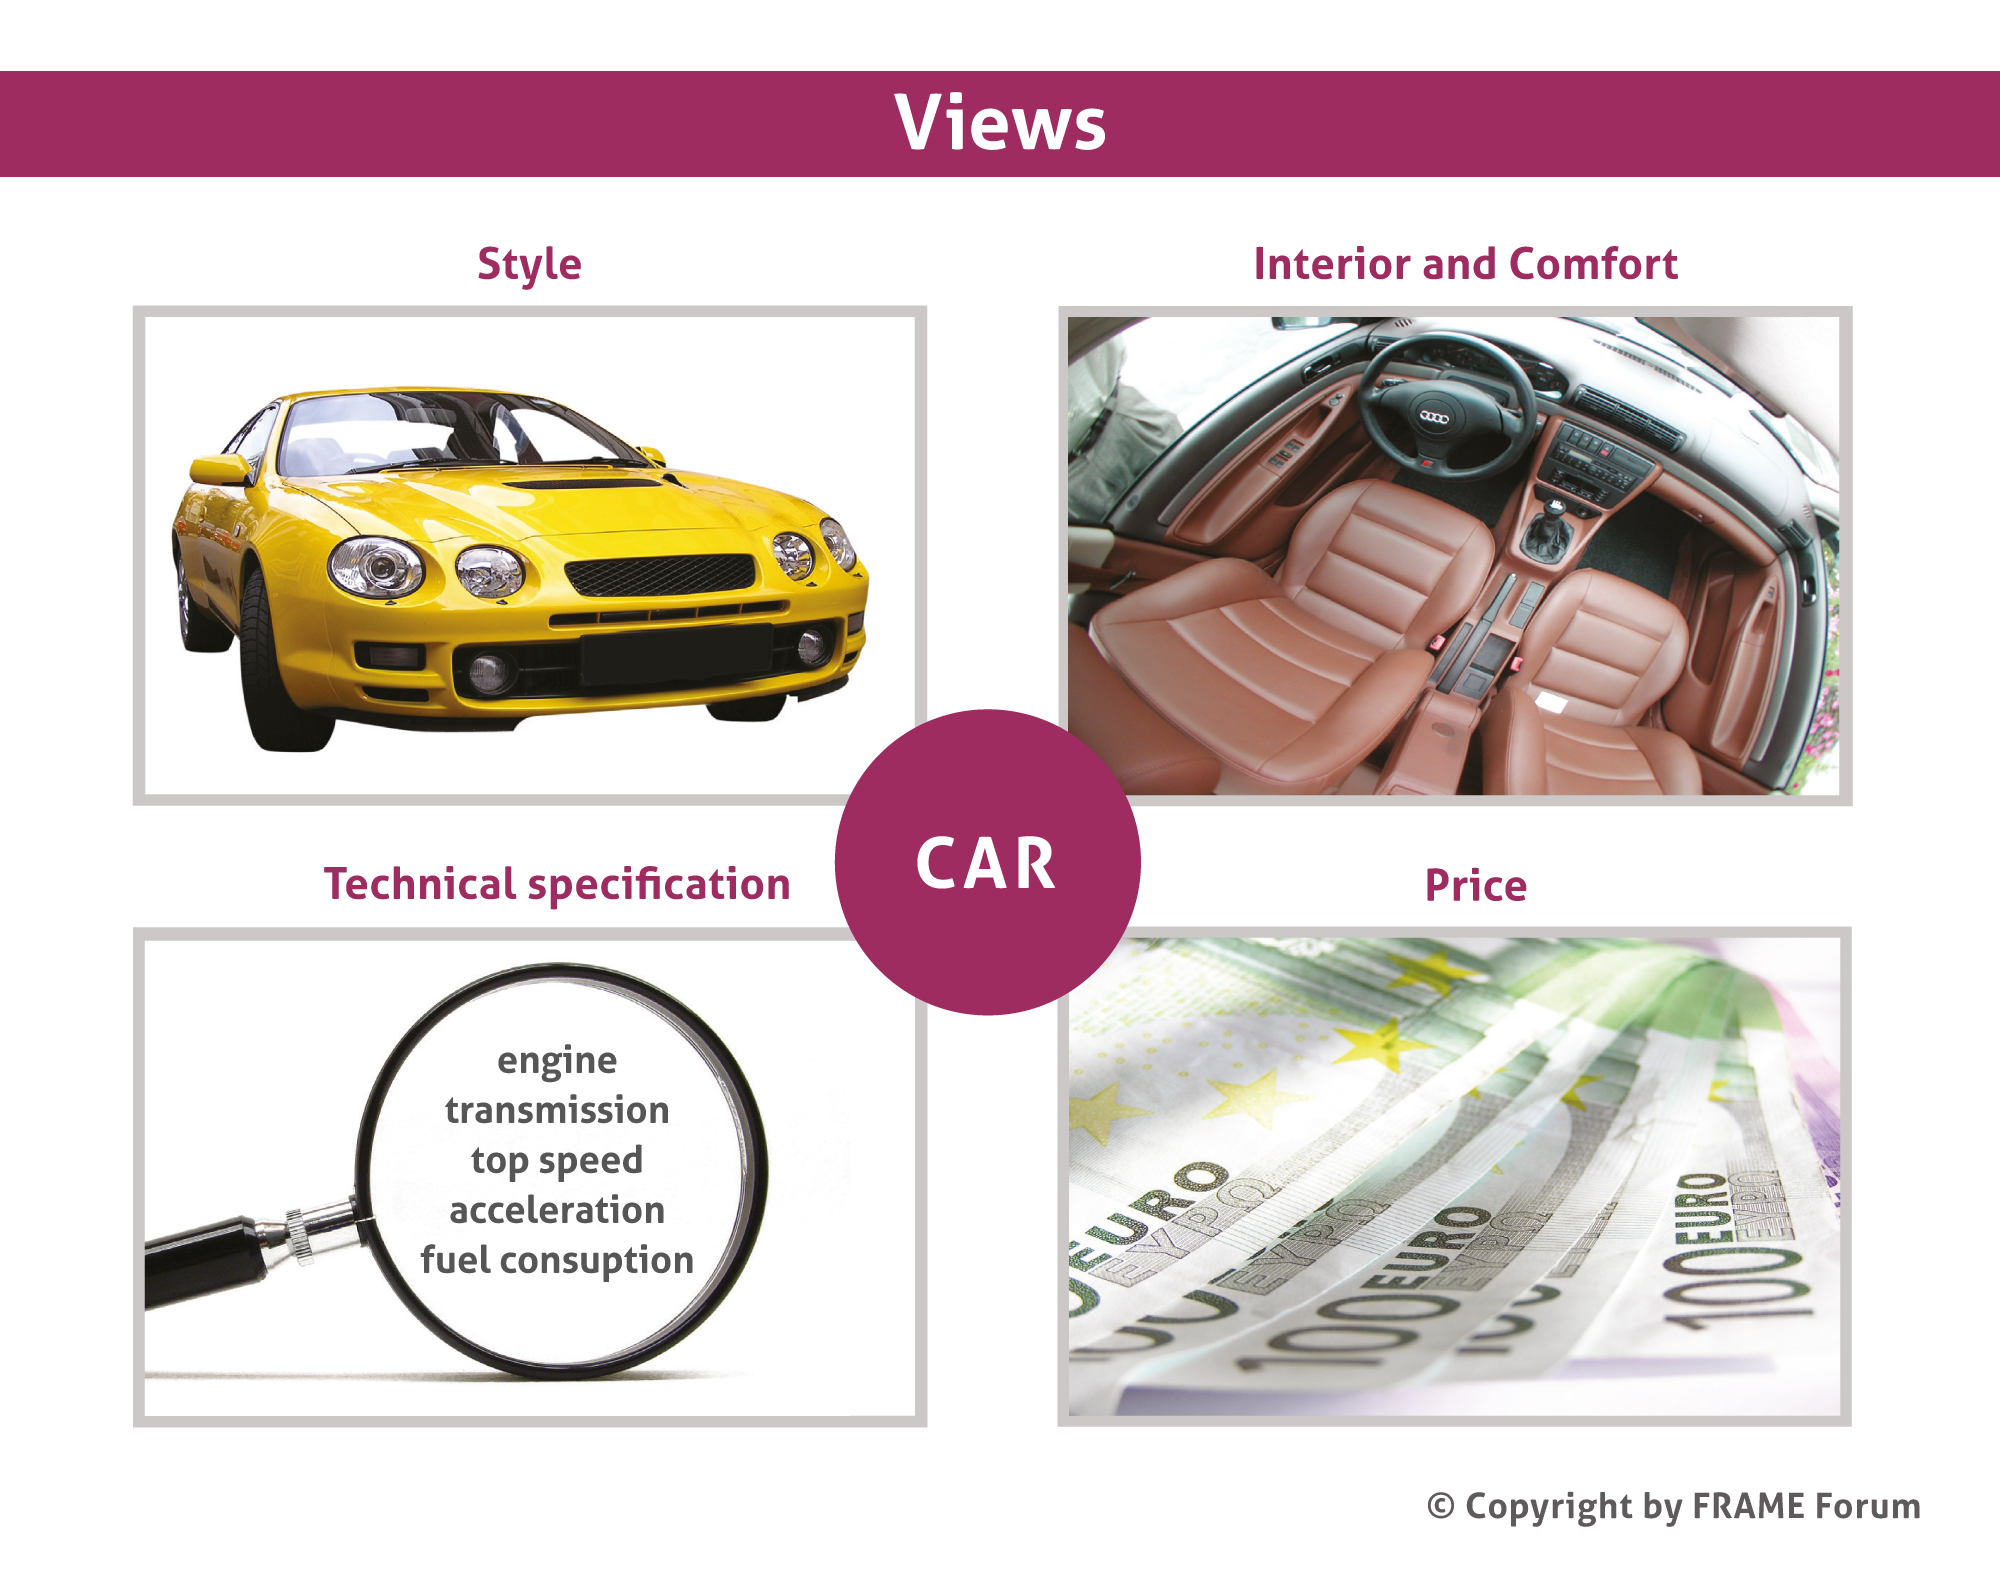 Views
Style
Interior and Comfort
CAR
Technical specification
Price
engine
transmission
top speed
acceleration
fuel consuption
EURO
ΕΥΡΩ
ΕΥΡΩ
100 EURO
ΕΥΡΩ
100 EURO
ΕΥΡΩ
© Copyright by FRAME Forum